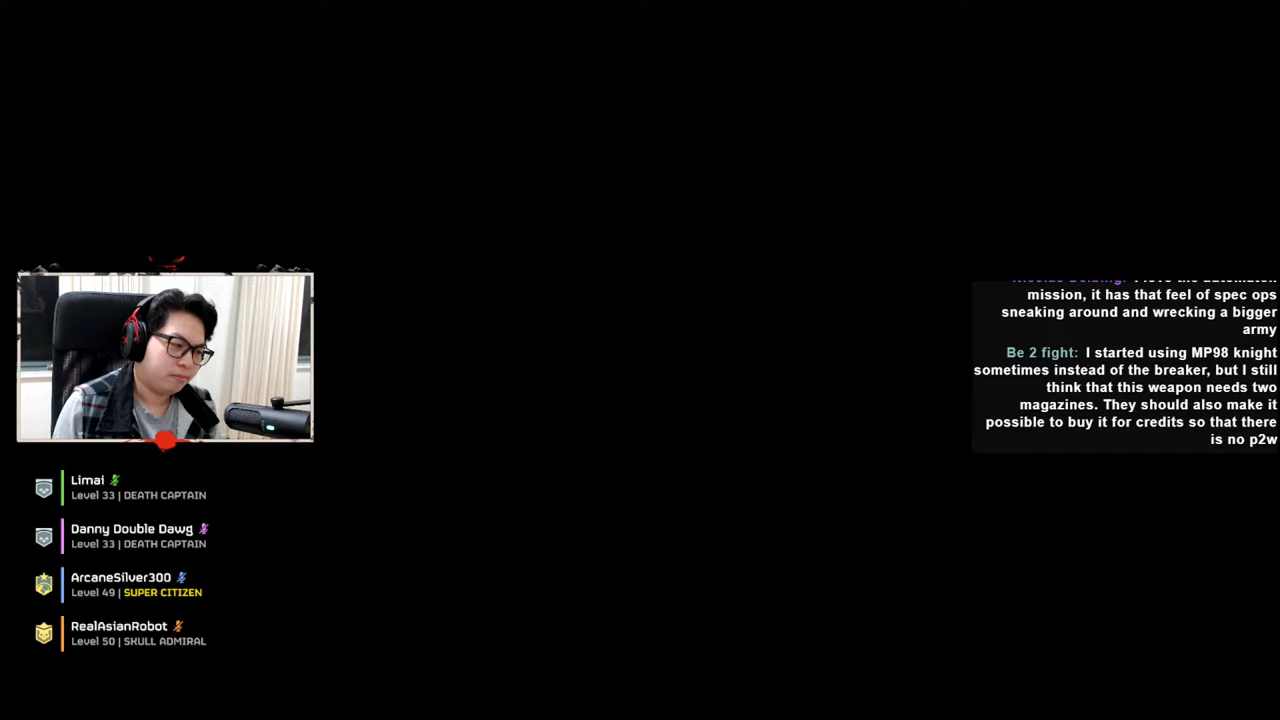 mission, it has that feel of spec ops
sneaking around and wrecking a bigger
army
Be 2 fight: I started using MP98 knight
sometimes instead of the breaker, but I still
think that this weapon needs two
magazines. They should also make it
possible to buy it for credits so that there
is no p2w
Limai
Level 33 | DEATH CAPTAIN
Danny Double Dawg
Level 33 | DEATH CAPTAIN
ArcaneSilver300
Level 49 | SUPER CITIZEN
RealAsianRobot
Level 50 | SKULL ADMIRAL